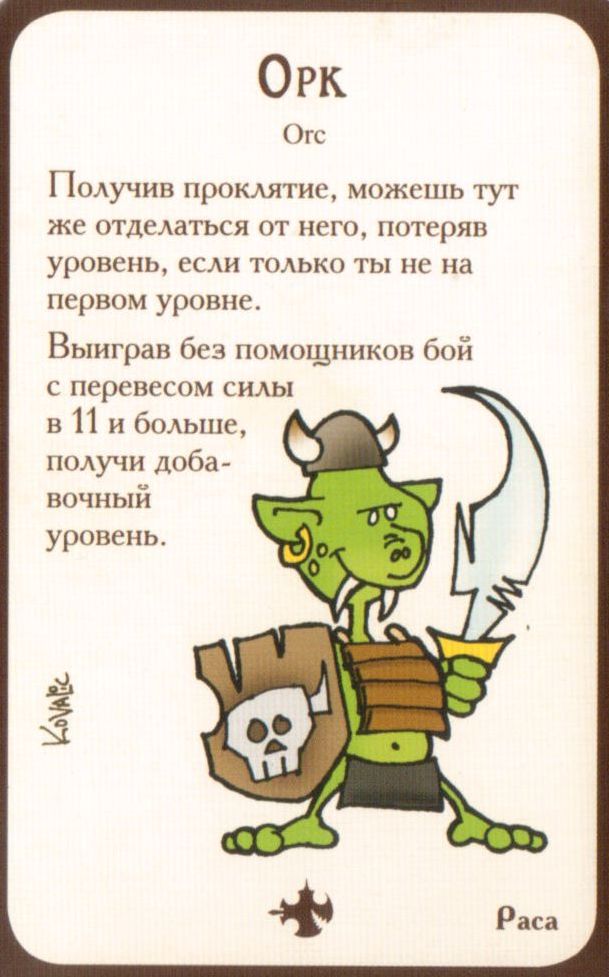 Орк
Orc
Получив проклятие, можешь тут
же отделаться от него, потеряв
уровень, если только ты не на
первом уровне.
Выиграв без помощников бой
с перевесом силы
в 11 и больше,
получи доба-
вочный
уровень.
Kovalic
Раса